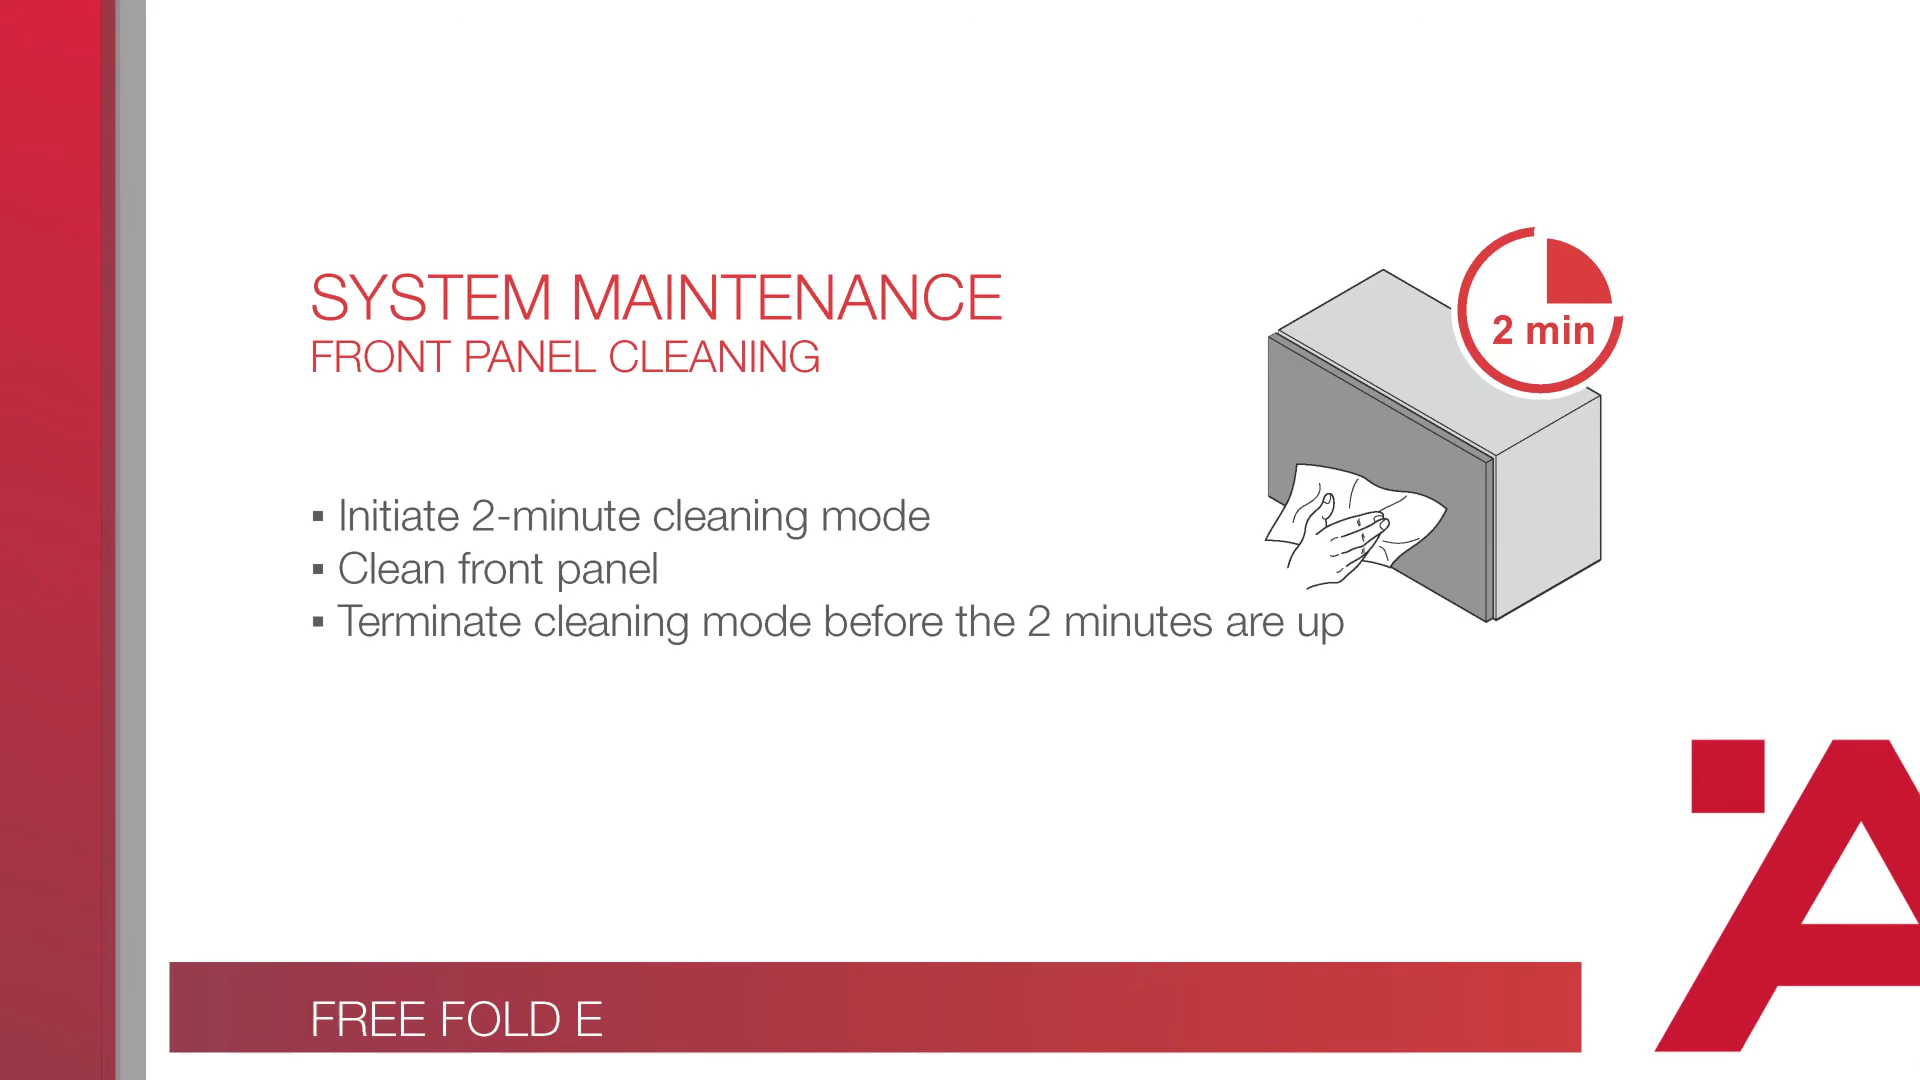 SYSTEM MAINTENANCE
FRONT PANEL CLEANING
2 min
▪ Initiate 2-minute cleaning mode
▪ Clean front panel
▪ Terminate cleaning mode before the 2 minutes are up
FREE FOLD E